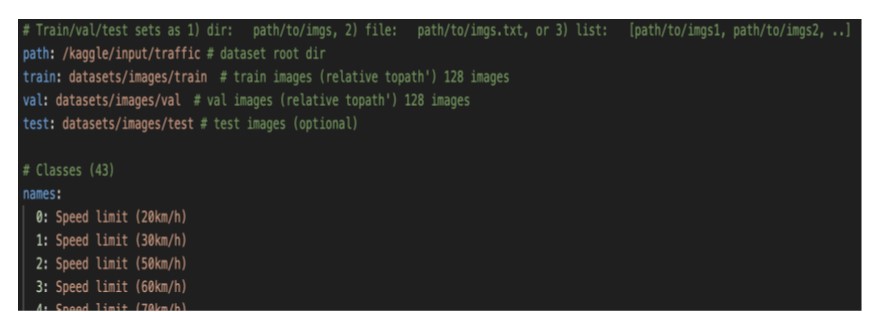 # Train/val/test sets as 1) dir: path/to/imgs, 2) file: path/to/imgs.txt, or 3) list: [path/to/imgs1, path/to/imgs2, ..]
path: /kaggle/input/traffic # dataset root dir
train: datasets/images/train # train images (relative topath') 128 images
val: datasets/images/val # val images (relative topath') 128 images
test: datasets/images/test # test images (optional)
# Classes (43)
names:
0: Speed limit (20km/h)
1: Speed limit (30km/h)
2: Speed limit (50km/h)
3: Speed limit (60km/h)
4: Speed limit (70km/h)